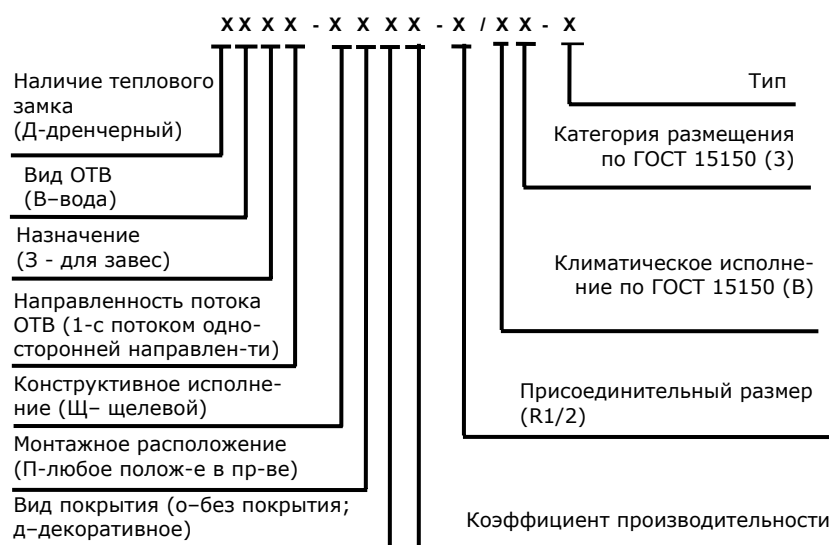 X X X X - X X X X - X / X X - X
Наличие теплового
замка
(Д-дренчерный)
Вид ОТВ
(В–вода)
Назначение
(З - для завес)
Направленность потока
ОТВ (1-с потоком одно-
сторонней направлен-ти)
Конструктивное исполне-
ние (Щ– щелевой)
Монтажное расположение
(П-любое полож-е в пр-ве)
Вид покрытия (о–без покрытия;
д–декоративное)
Тип
Категория размещения
по ГОСТ 15150 (3)
Климатическое исполне-
ние по ГОСТ 15150 (В)
Присоединительный размер
(R1/2)
Коэффициент производительности